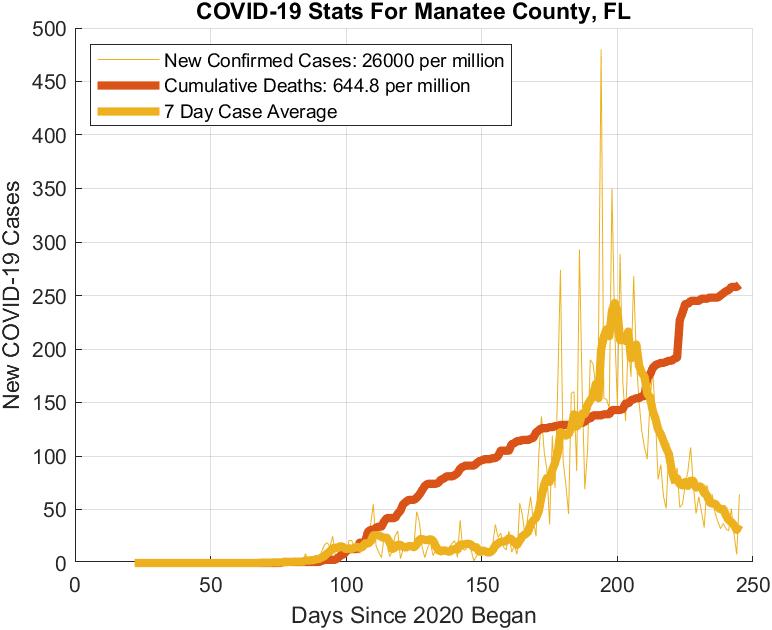 COVID-19 Stats For Manatee County, FL
New Confirmed Cases: 26000 per million
Cumulative Deaths: 644.8 per million
7 Day Case Average
New COVID-19 Cases
500
450
400
350
300
250
200
150
100
50
0
0 50 100 150 200 250
Days Since 2020 Began